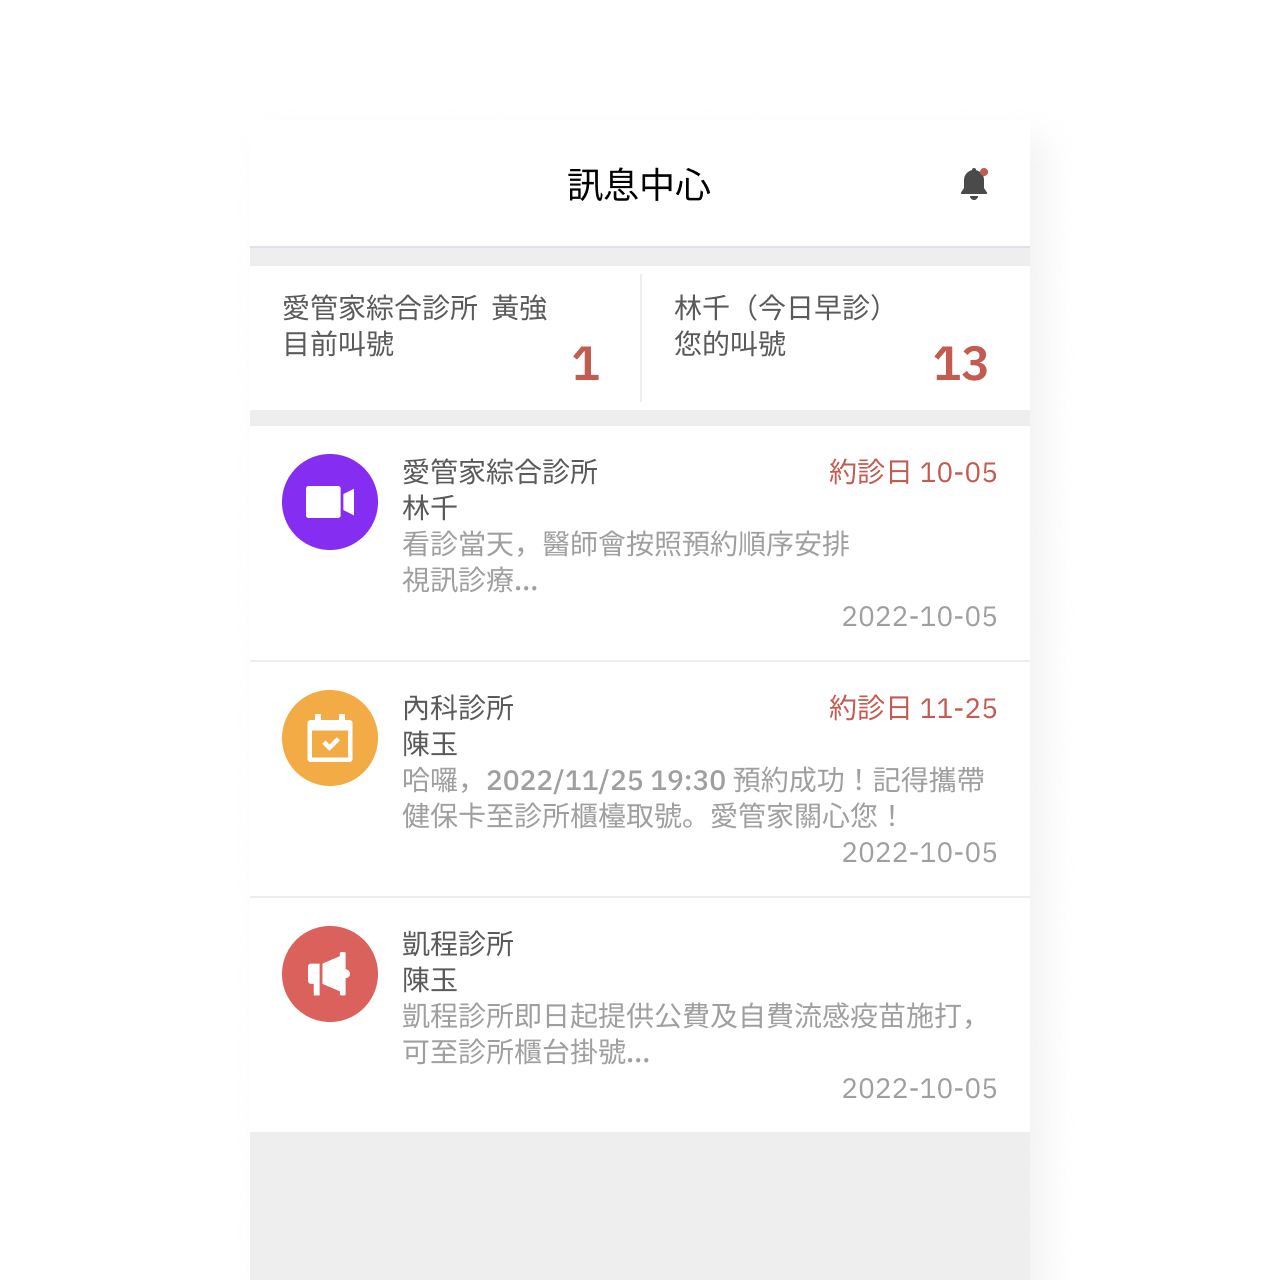 訊息中心
愛管家綜合診所 黃強
目前叫號
1
林千（今日早診）
您的叫號
13
愛管家綜合診所
約診日 10-05
林千
看診當天，醫師會按照預約順序安排
視訊診療...
2022-10-05
內科診所
約診日 11-25
陳玉
哈囉，2022/11/25 19:30 預約成功！記得攜帶
健保卡至診所櫃檯取號。愛管家關心您！
2022-10-05
凱程診所
陳玉
凱程診所即日起提供公費及自費流感疫苗施打，
可至診所櫃台掛號...
2022-10-05